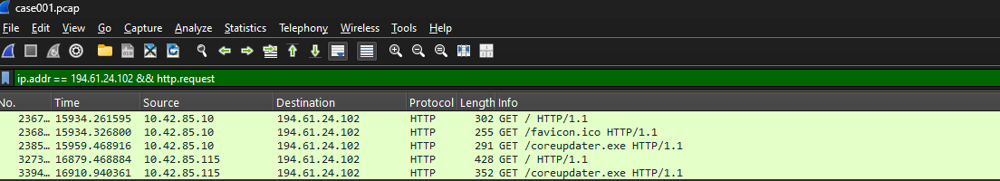 case001.pcap
File Edit View Go Capture Analyze Statistics Telephony Wireless Tools Help
ip.addr == 194.61.24.102 && http.request
No. Time Source Destination Protocol Length Info
2367… 15934.261595 10.42.85.10 194.61.24.102 HTTP 302 GET / HTTP/1.1
2368… 15934.326800 10.42.85.10 194.61.24.102 HTTP 255 GET /favicon.ico HTTP/1.1
2385… 15959.468916 10.42.85.10 194.61.24.102 HTTP 291 GET /coreupdater.exe HTTP/1.1
3273… 16879.468884 10.42.85.115 194.61.24.102 HTTP 428 GET / HTTP/1.1
3394… 16910.940361 10.42.85.115 194.61.24.102 HTTP 352 GET /coreupdater.exe HTTP/1.1